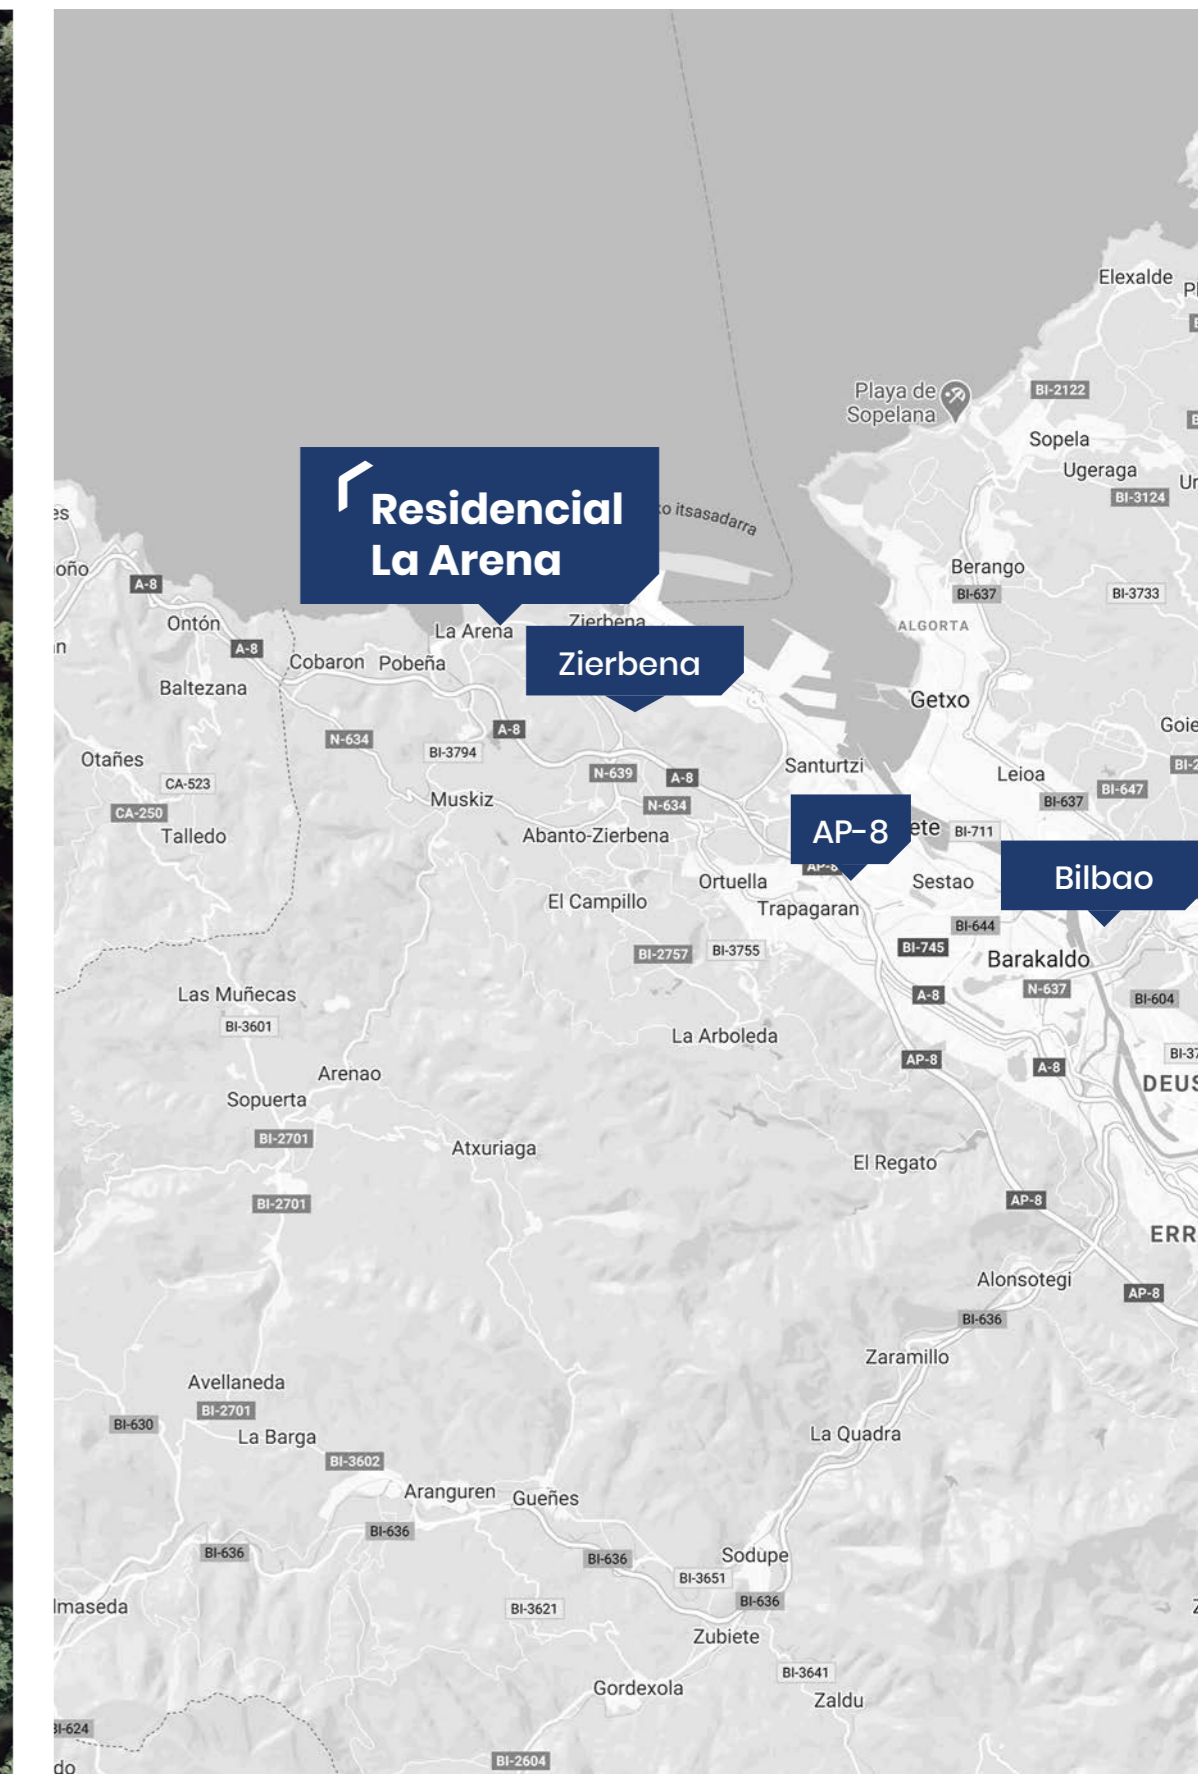 Elexalde
Playa de
Sopelana
BI-2122
Sopela
Ugeraga
BI-3124
Residencial
La Arena
itsasadarra
A-8
Berango
BI-637
BI-3733
Ontón
ALGORTA
La Arena
Zierbena
A-8
Cobaron
Pobeña
Zierbena
Baltezana
Getxo
N-634
A-8
BI-3794
Otañes
CA-523
N-639
A-8
Santurtzi
Leioa
BI-647
BI-637
CA-250
Muskiz
N-634
Talledo
Abanto-Zierbena
AP-8
BI-711
AP-8
Bilbao
Ortuella
Sestao
El Campillo
Trapagaran
BI-644
BI-2757
BI-3755
BI-745
Barakaldo
Las Muñecas
A-8
N-637
BI-604
BI-3601
La Arboleda
Arenao
AP-8
A-8
Sopuerta
BI-2701
Atxuriaga
El Regato
BI-2701
AP-8
Alonsotegi
AP-8
BI-636
Zaramillo
Avellaneda
BI-2701
BI-630
La Barga
La Quadra
BI-3602
Aranguren
Gueñes
BI-636
BI-636
BI-636
Sodupe
BI-3651
BI-636
lmaseda
BI-3621
Zubiete
BI-3641
Gordexola
Zaldu
BI-624
BI-2604